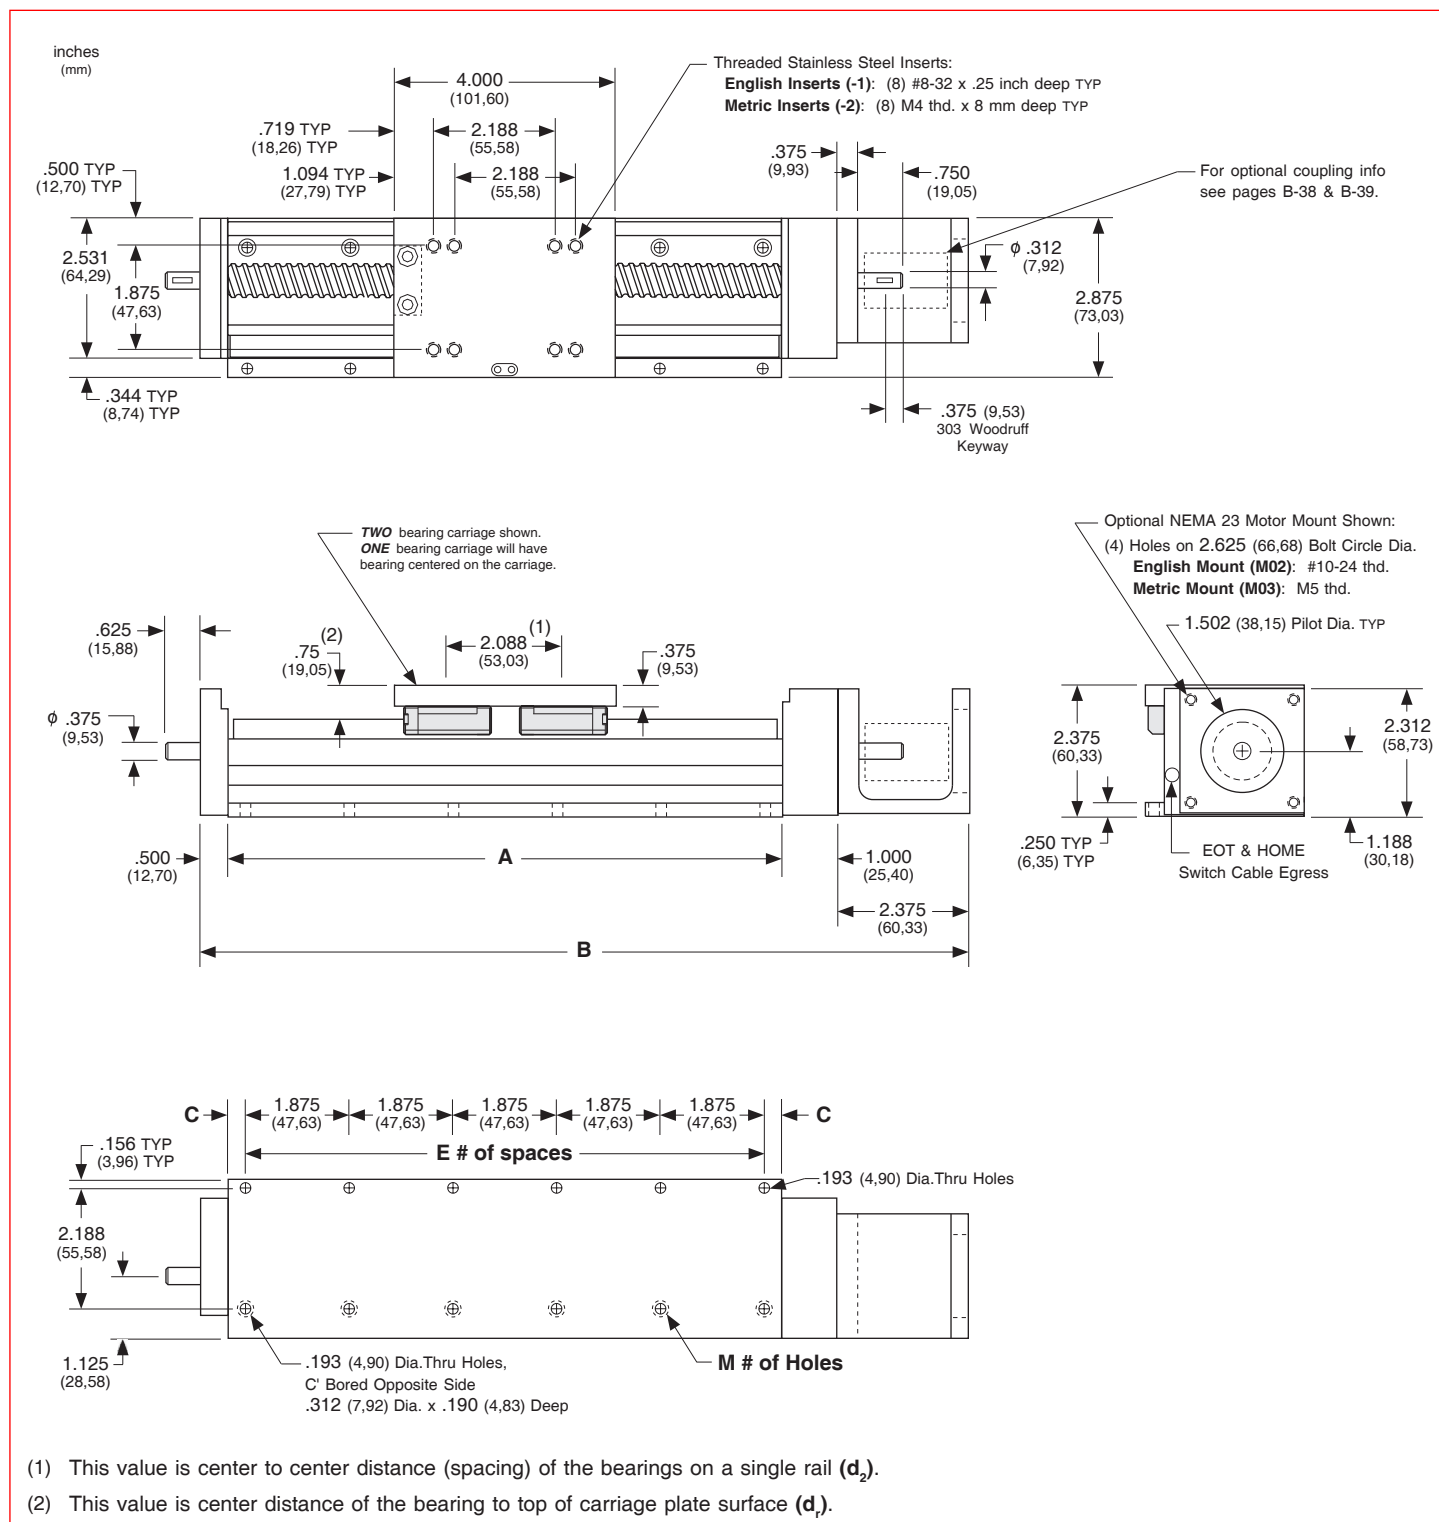 inches
(mm)
Threaded Stainless Steel Inserts:
English Inserts (-1): (8) #8-32 x .25 inch deep TYP
Metric Inserts (-2): (8) M4 thd. x 8 mm deep TYP
4.000
(101,60)
.719 TYP
(18,26) TYP
2.188
(55,58)
1.094 TYP
(27,79) TYP
2.188
(55,58)
.500 TYP
(12,70) TYP
.375
(9,93)
.750
(19,05)
For optional coupling info
see pages B-38 & B-39.
2.531
(64,29)
1.875
(47,63)
ϕ .312
(7,92)
2.875
(73,03)
.344 TYP
(8,74) TYP
.375 (9,53)
303 Woodruff
Keyway
TWO bearing carriage shown.
ONE bearing carriage will have
bearing centered on the carriage.
Optional NEMA 23 Motor Mount Shown:
(4) Holes on 2.625 (66,68) Bolt Circle Dia.
English Mount (M02): #10-24 thd.
Metric Mount (M03): M5 thd.
1.502 (38,15) Pilot Dia. TYP
.625
(15,88)
(2)
.75
(19,05)
(1)
2.088
(53,03)
.375
(9,53)
ϕ .375
(9,53)
2.375
(60,33)
2.312
(58,73)
.250 TYP
(6,35) TYP
EOT & HOME
Switch Cable Egress
1.188
(30,18)
.500
(12,70)
A
1.000
(25,40)
2.375
(60,33)
B
C
1.875
(47,63)
1.875
(47,63)
1.875
(47,63)
1.875
(47,63)
1.875
(47,63)
C
E # of spaces
.156 TYP
(3,96) TYP
.193 (4,90) Dia.Thru Holes
2.188
(55,58)
1.125
(28,58)
.193 (4,90) Dia.Thru Holes,
C' Bored Opposite Side
.312 (7,92) Dia. x .190 (4,83) Deep
M # of Holes
(1) This value is center to center distance (spacing) of the bearings on a single rail (d₂).
(2) This value is center distance of the bearing to top of carriage plate surface (dᵣ).